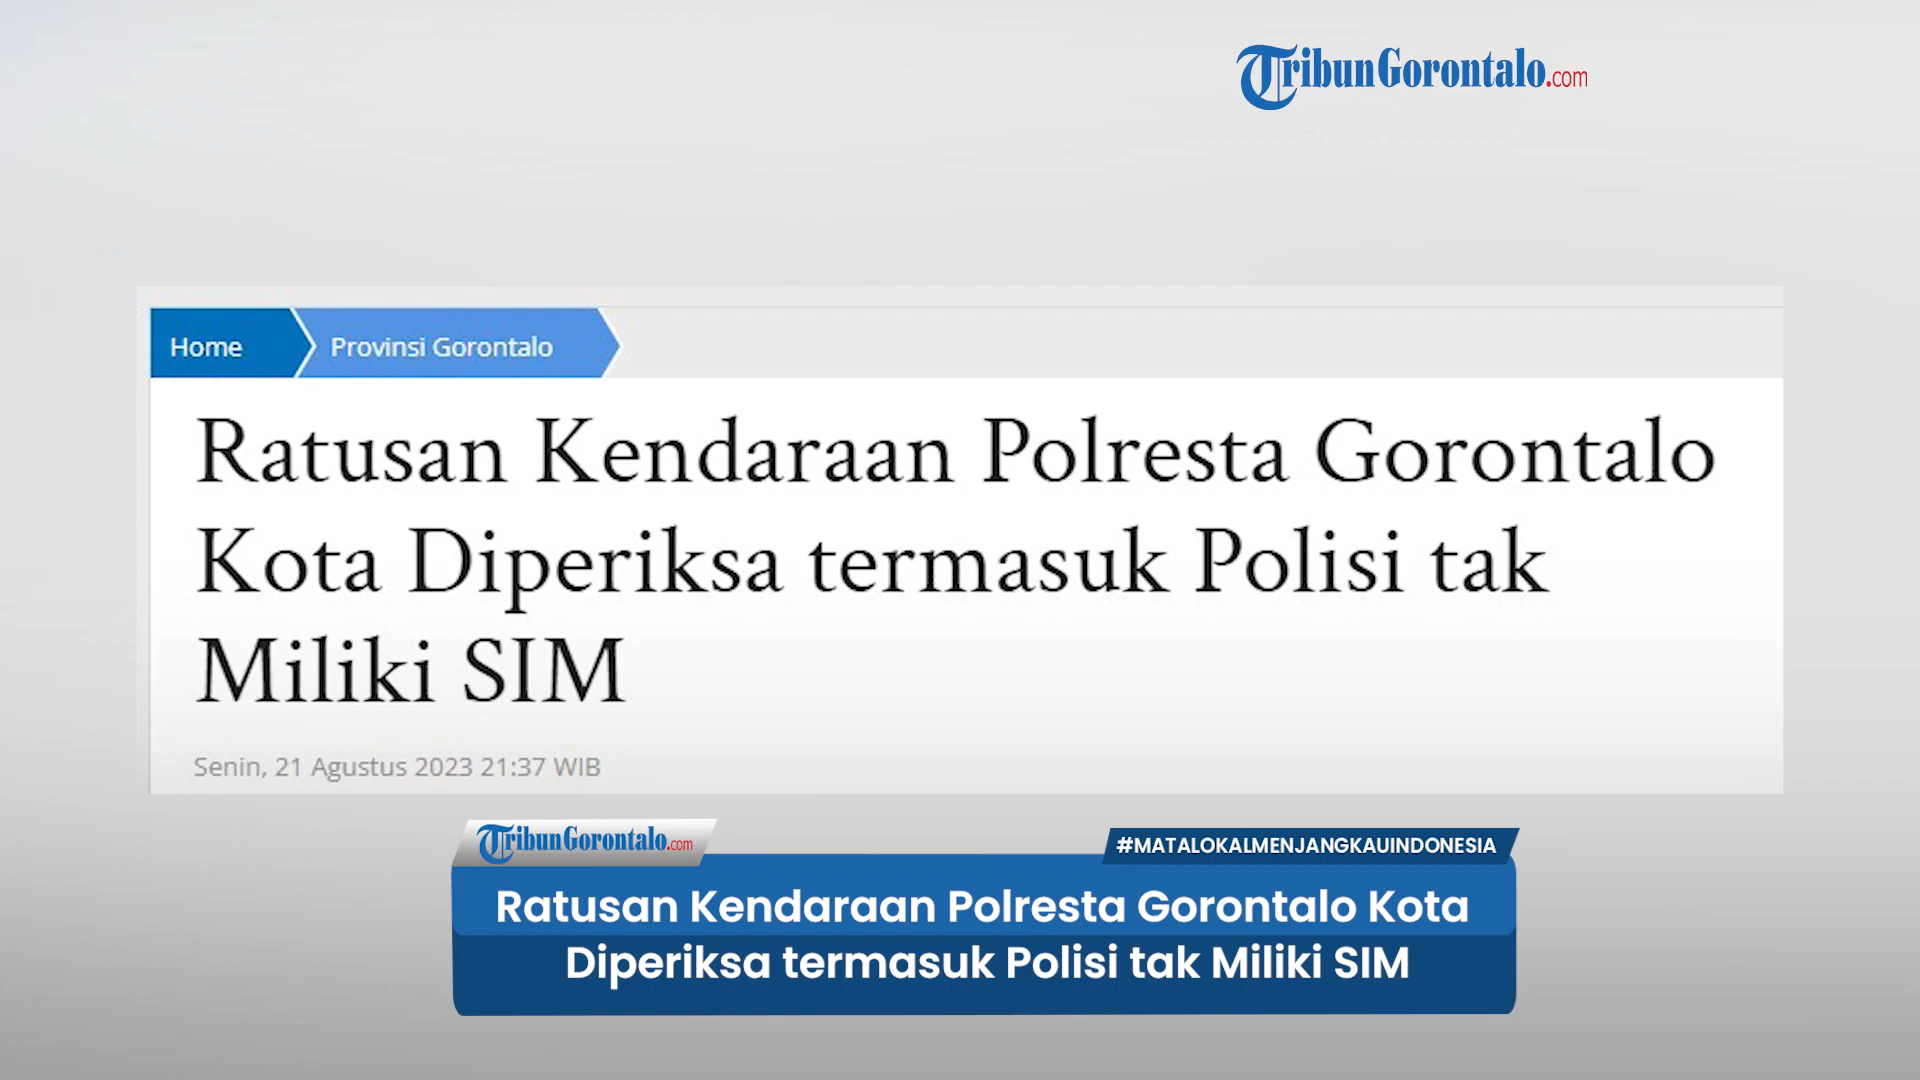 TribunGorontalo.com
Home
Provinsi Gorontalo
Ratusan Kendaraan Polresta Gorontalo
Kota Diperiksa termasuk Polisi tak
Miliki SIM
Senin, 21 Agustus 2023 21:37 WIB
TribunGorontalo.com
#MATALOKALMENJANGKAUINDONESIA
Ratusan Kendaraan Polresta Gorontalo Kota
Diperiksa termasuk Polisi tak Miliki SIM